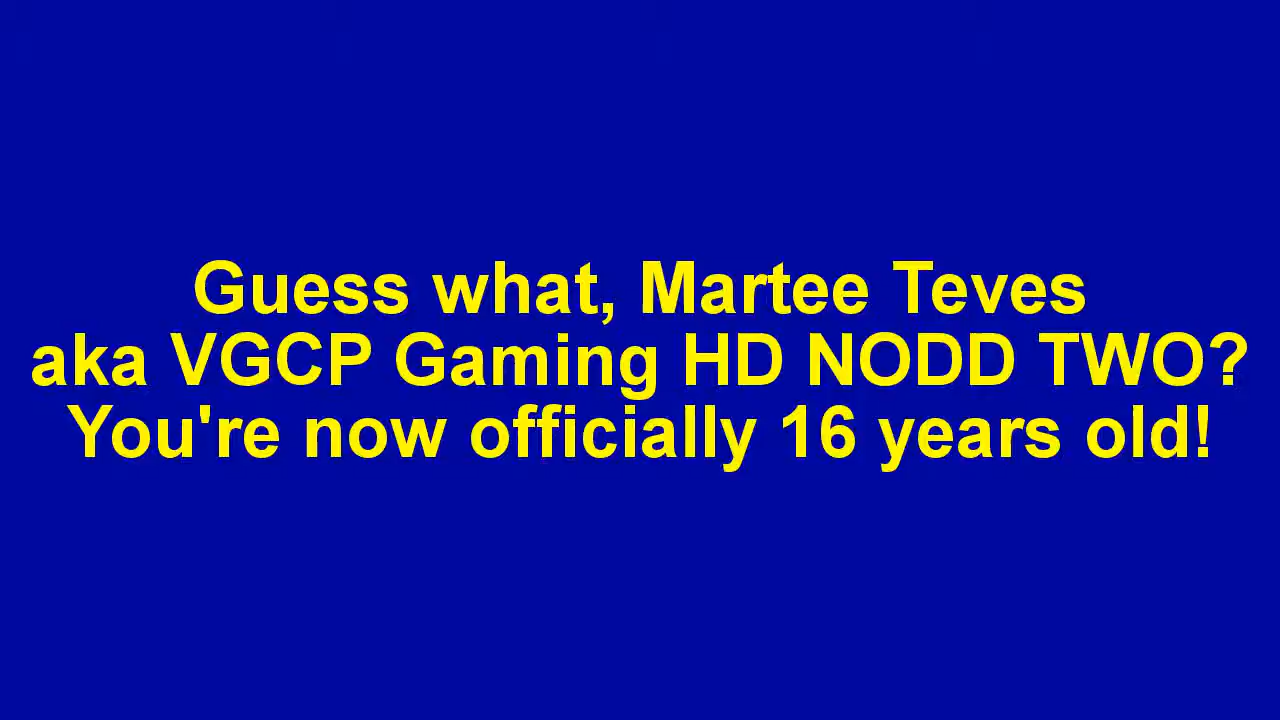 Guess what, Martee Teves
aka VGCP Gaming HD NODD TWO?
You're now officially 16 years old!